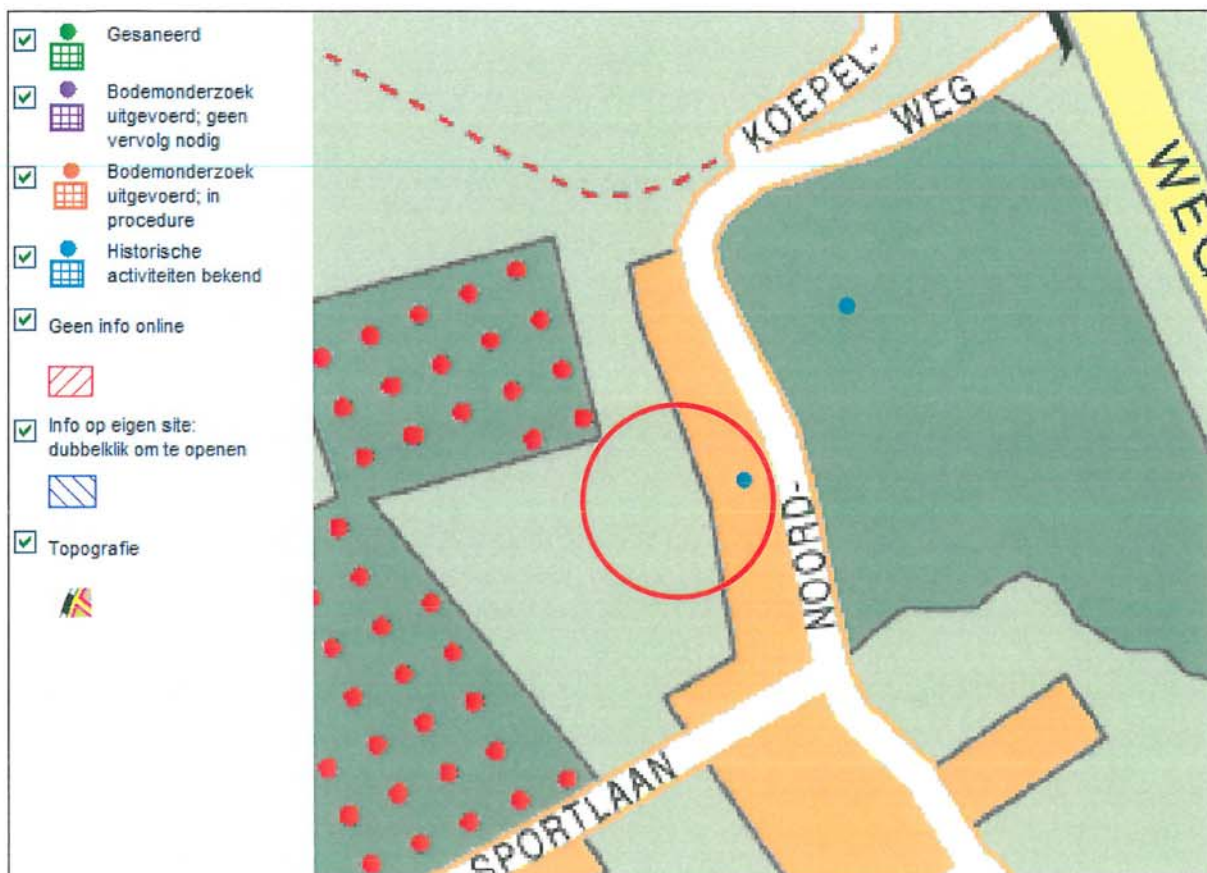 Gesaneerd
Bodemonderzoek
uitgevoerd; geen
vervolg nodig
Bodemonderzoek
uitgevoerd; in
procedure
Historische
activiteiten bekend
Geen info online
Info op eigen site:
dubbelklik om te openen
Topografie
KOEPEL-
WEG
WEG
NOORD-
SPORTLAAN